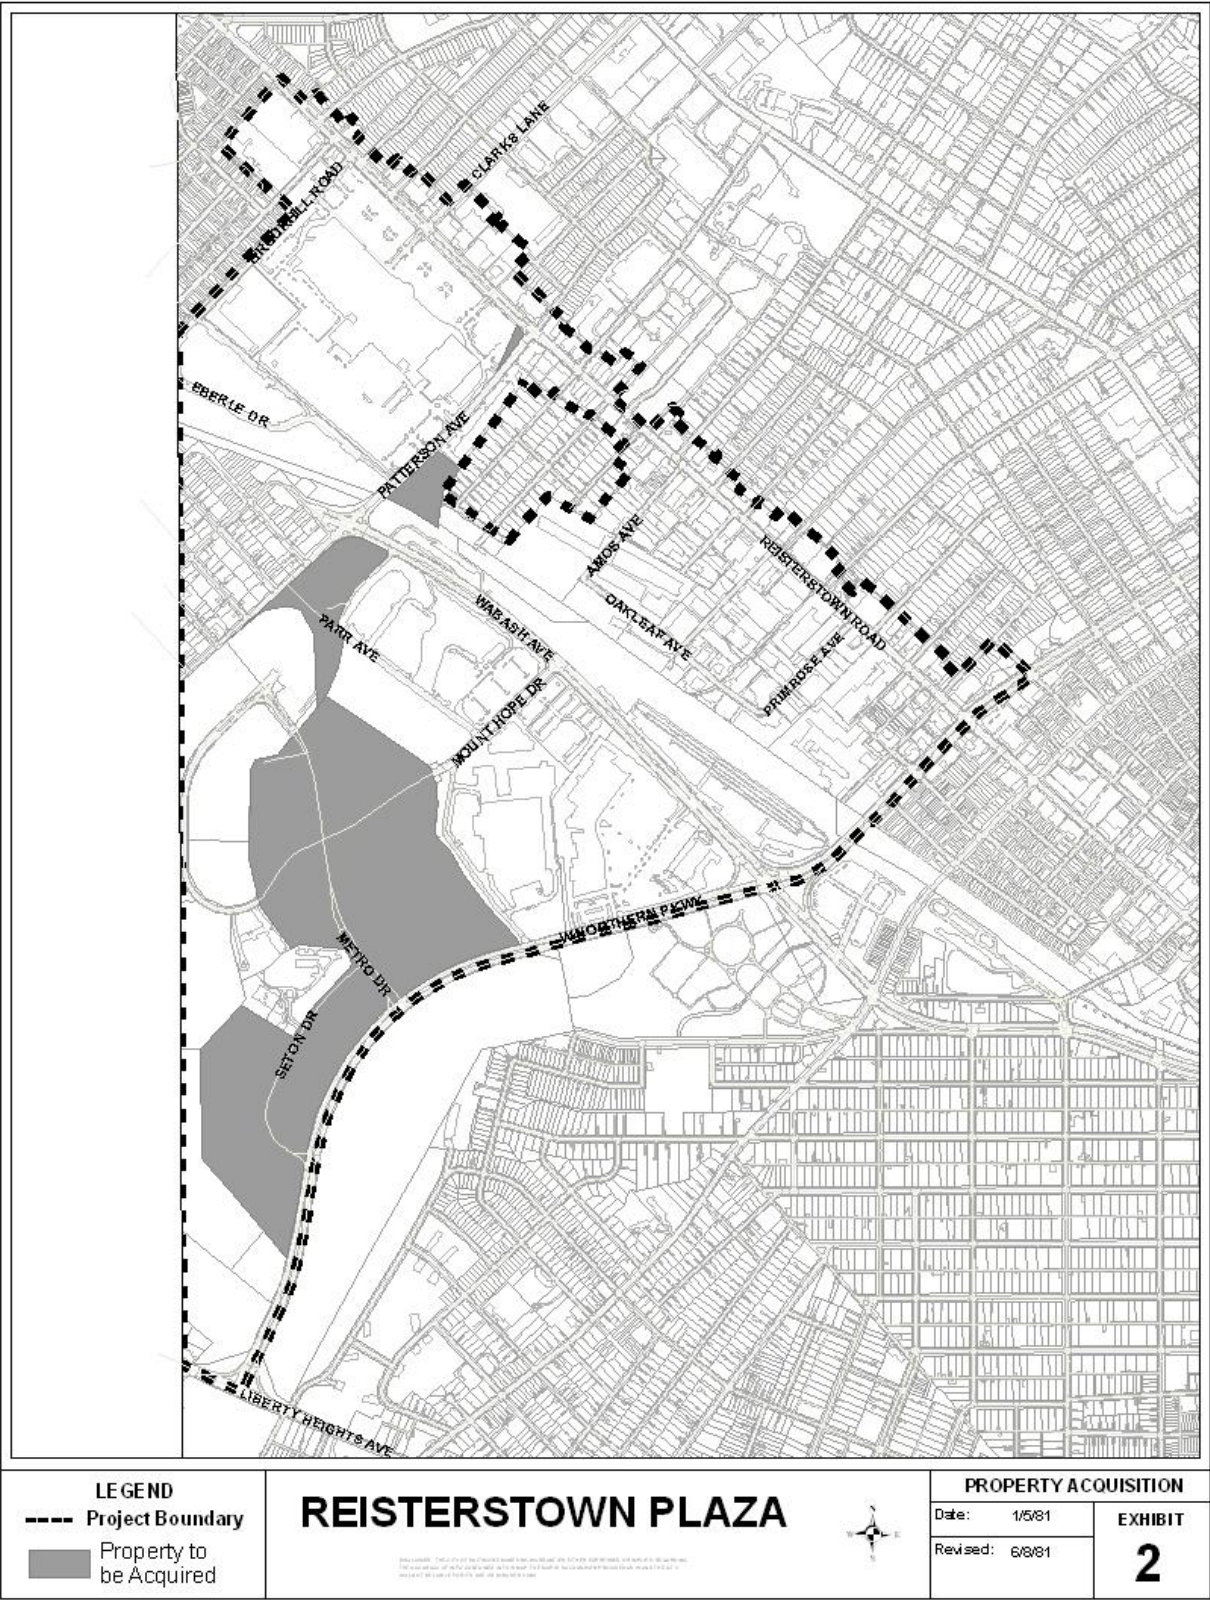 CLARKS LANE
BROOKHILL ROAD
EBERLE DR
PATTERSON AVE
AMOS AVE
REISTERSTOWN ROAD
OAKLEAF AVE
WABASH AVE
PARR AVE
PRIMROSE AVE
MOUNT HOPE DR
W NORTHERN PKWY
METRO DR
SETON DR
LIBERTY HEIGHTS AVE
LEGEND
Project Boundary
Property to
be Acquired
REISTERSTOWN PLAZA
W E
PROPERTY ACQUISITION
Date: 1/5/81
Revised: 6/8/81
EXHIBIT
2